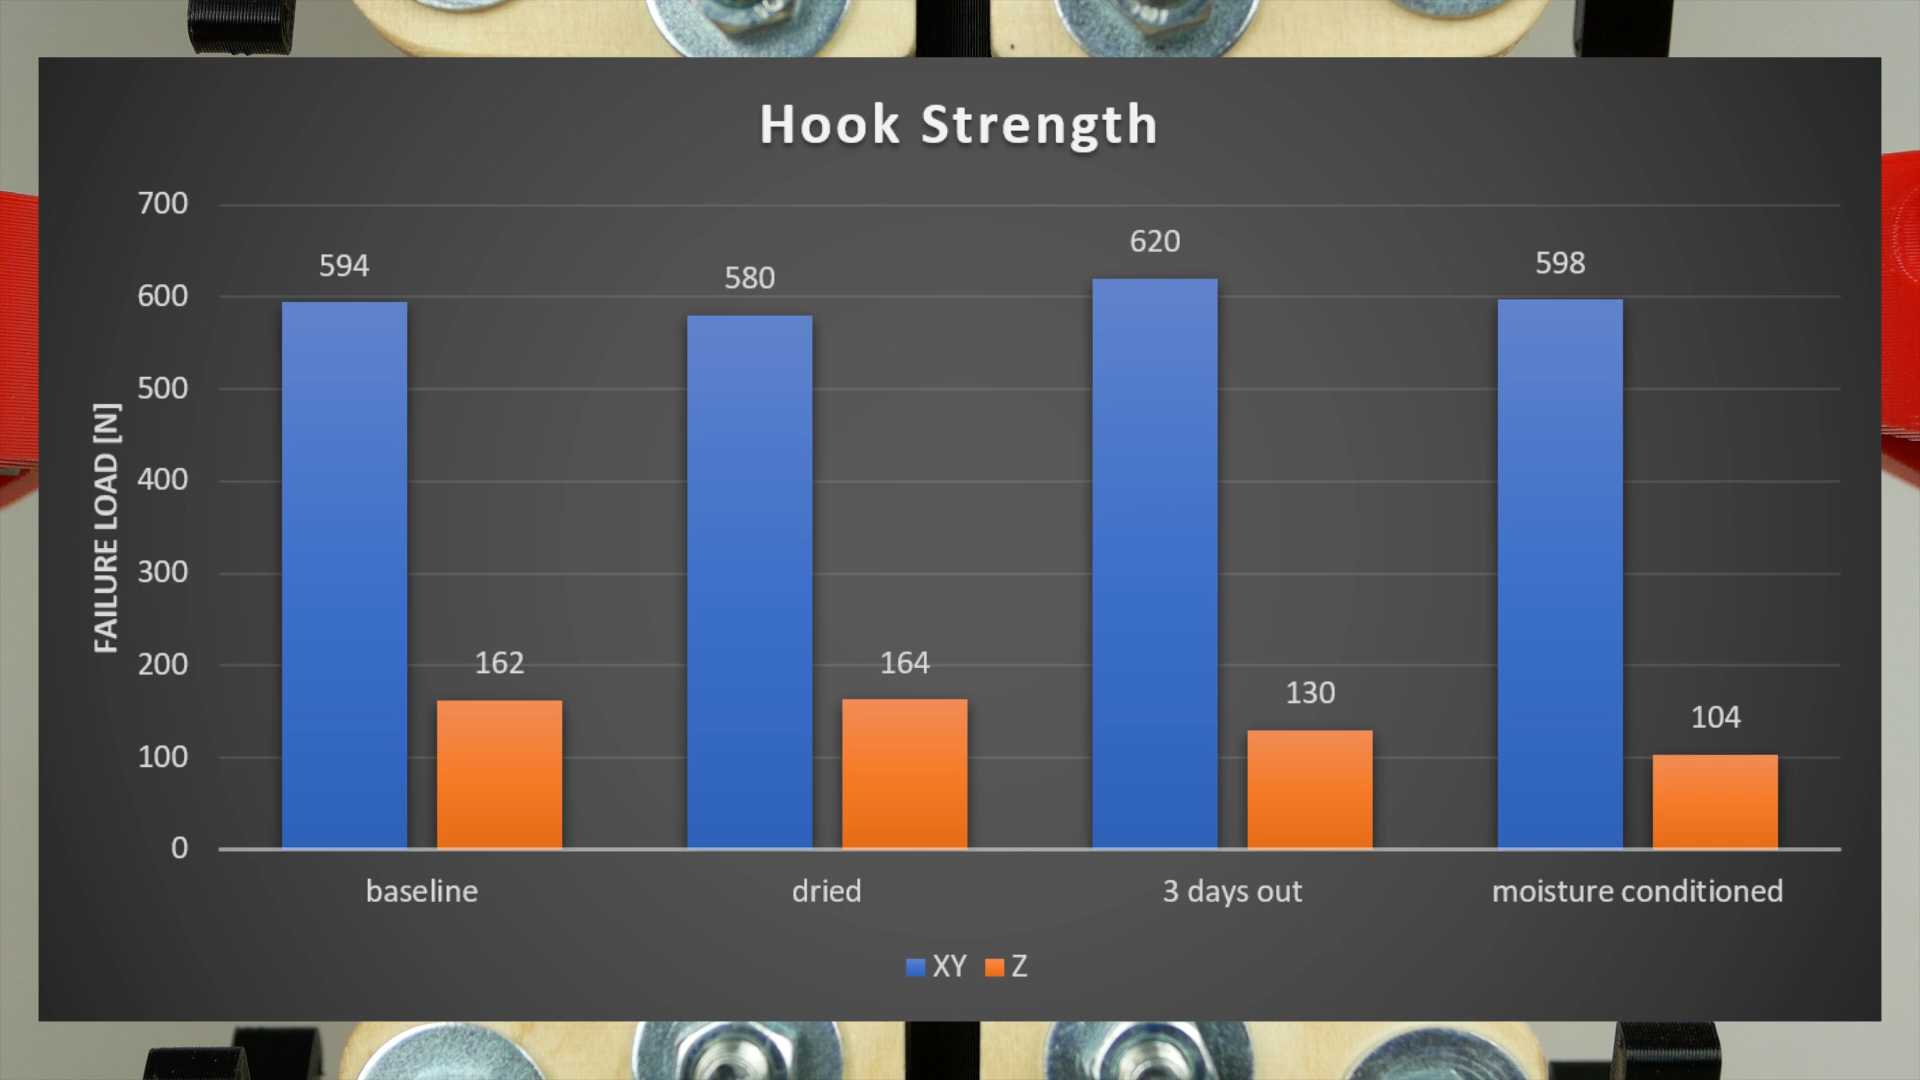 Hook Strength
FAILURE LOAD [N]
700
600
500
400
300
200
100
0
594
162
580
164
620
130
598
104
baseline
dried
3 days out
moisture conditioned
XY
Z